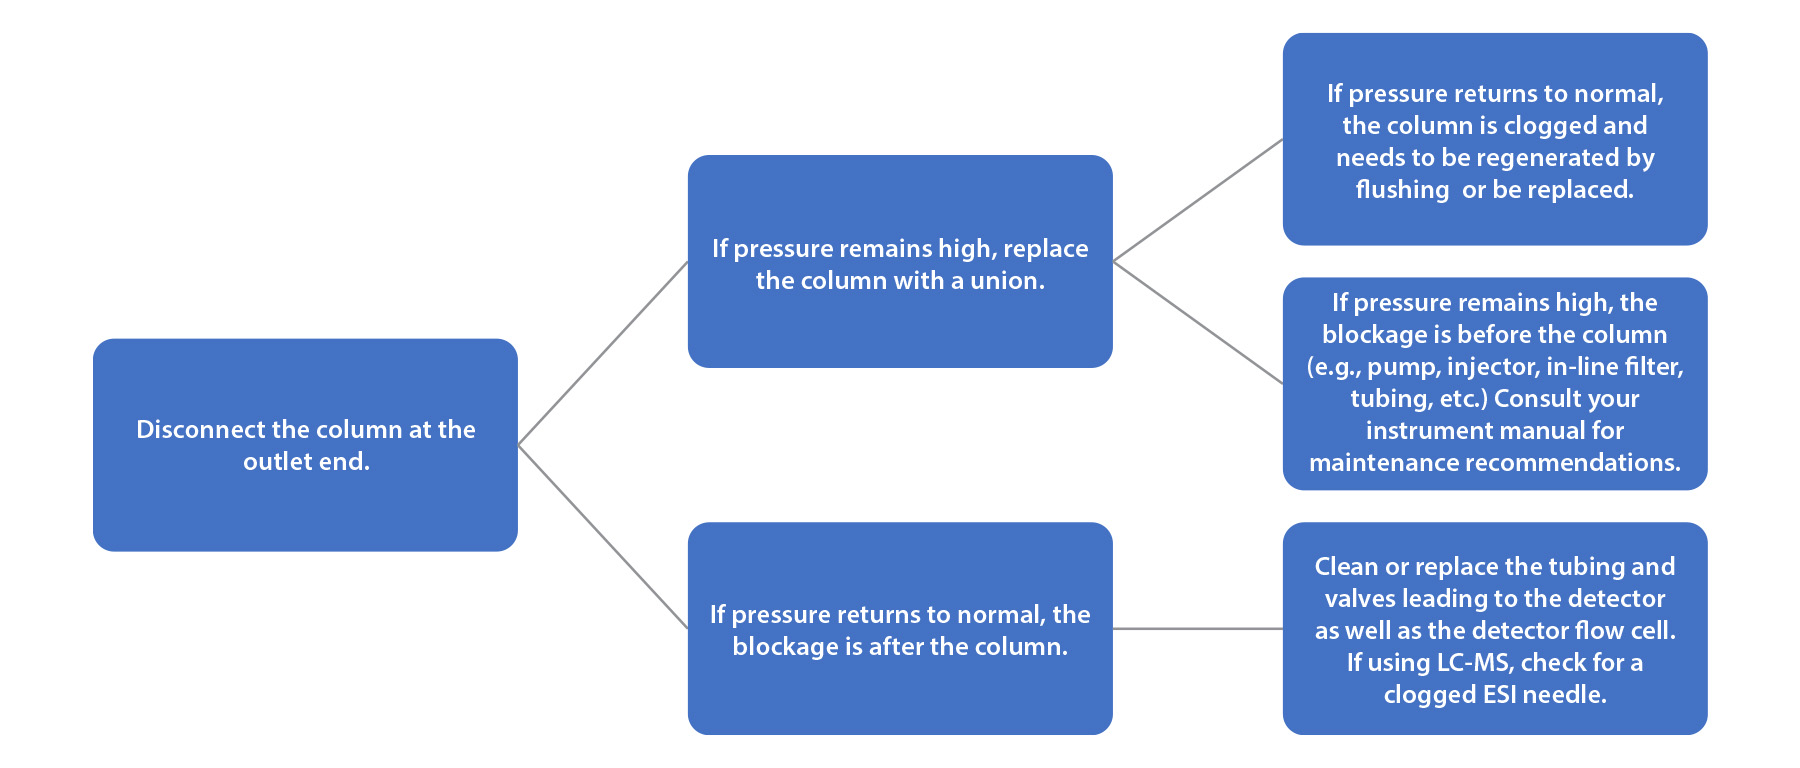 Disconnect the column at the
outlet end.
If pressure remains high, replace
the column with a union.
If pressure returns to normal,
the column is clogged and
needs to be regenerated by
flushing  or be replaced.
If pressure remains high, the
blockage is before the column
(e.g., pump, injector, in-line filter,
tubing, etc.) Consult your
instrument manual for
maintenance recommendations.
If pressure returns to normal, the
blockage is after the column.
Clean or replace the tubing and
valves leading to the detector
as well as the detector flow cell.
If using LC-MS, check for a
clogged ESI needle.